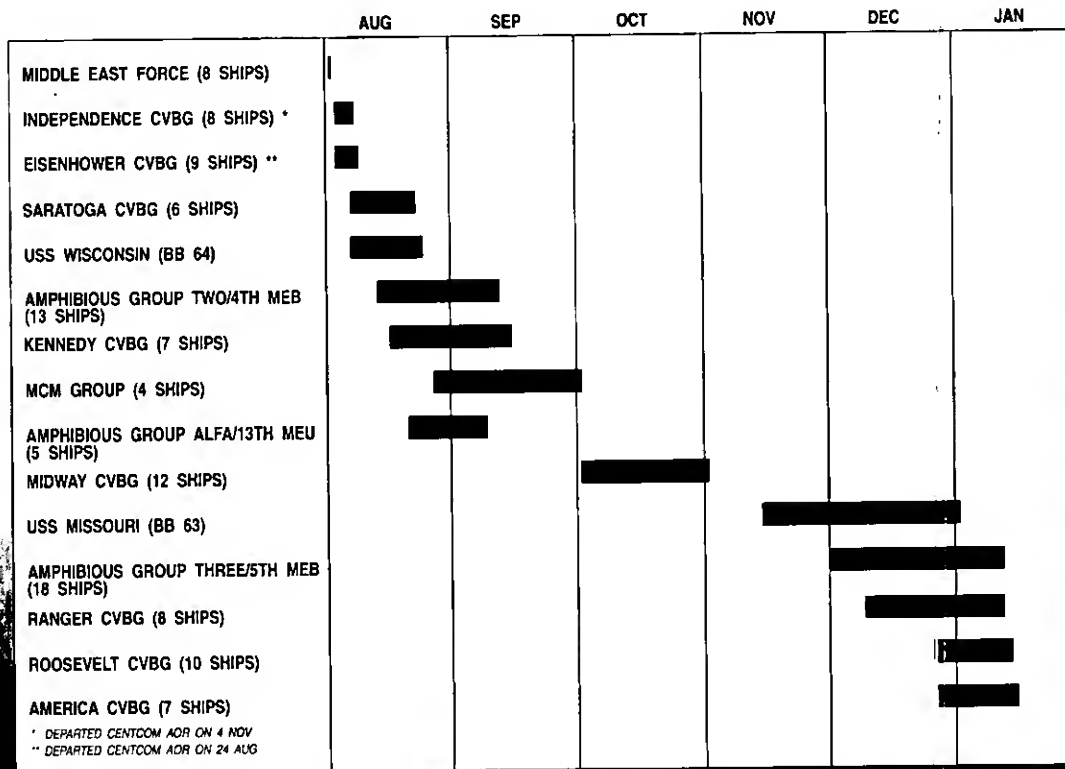 AUG SEP OCT NOV DEC JAN
MIDDLE EAST FORCE (8 SHIPS)
INDEPENDENCE CVBG (8 SHIPS) *
EISENHOWER CVBG (9 SHIPS) **
SARATOGA CVBG (6 SHIPS)
USS WISCONSIN (BB 64)
AMPHIBIOUS GROUP TWO/4TH MEB
(13 SHIPS)
KENNEDY CVBG (7 SHIPS)
MCM GROUP (4 SHIPS)
AMPHIBIOUS GROUP ALFA/13TH MEU
(5 SHIPS)
MIDWAY CVBG (12 SHIPS)
USS MISSOURI (BB 63)
AMPHIBIOUS GROUP THREE/5TH MEB
(18 SHIPS)
RANGER CVBG (8 SHIPS)
ROOSEVELT CVBG (10 SHIPS)
AMERICA CVBG (7 SHIPS)
* DEPARTED CENTCOM AOR ON 4 NOV
** DEPARTED CENTCOM AOR ON 24 AUG